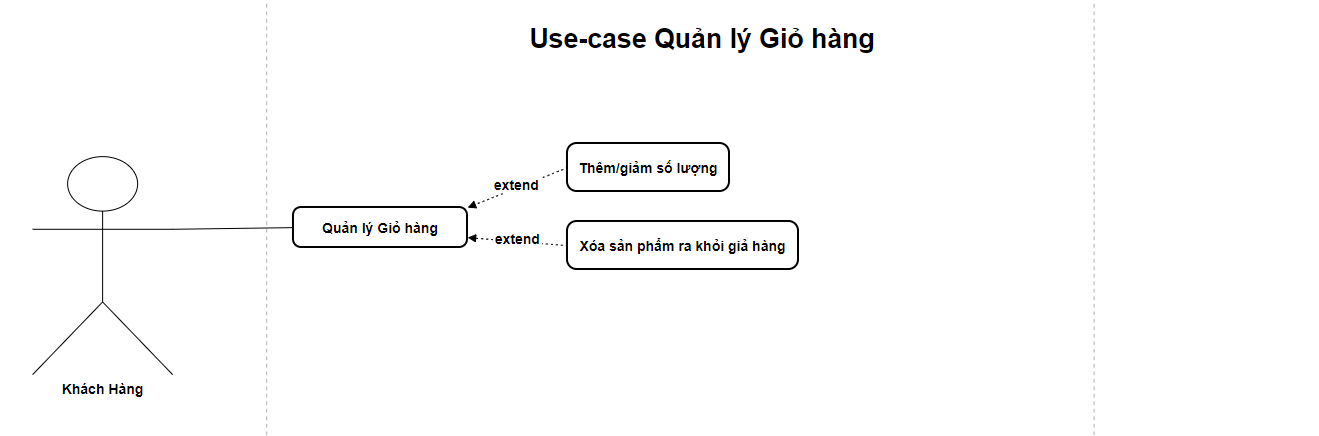 Use-case Quản lý Giỏ hàng
Thêm/giảm số lượng
extend
Quản lý Giỏ hàng
extend
Xóa sản phẩm ra khỏi giả hàng
Khách Hàng